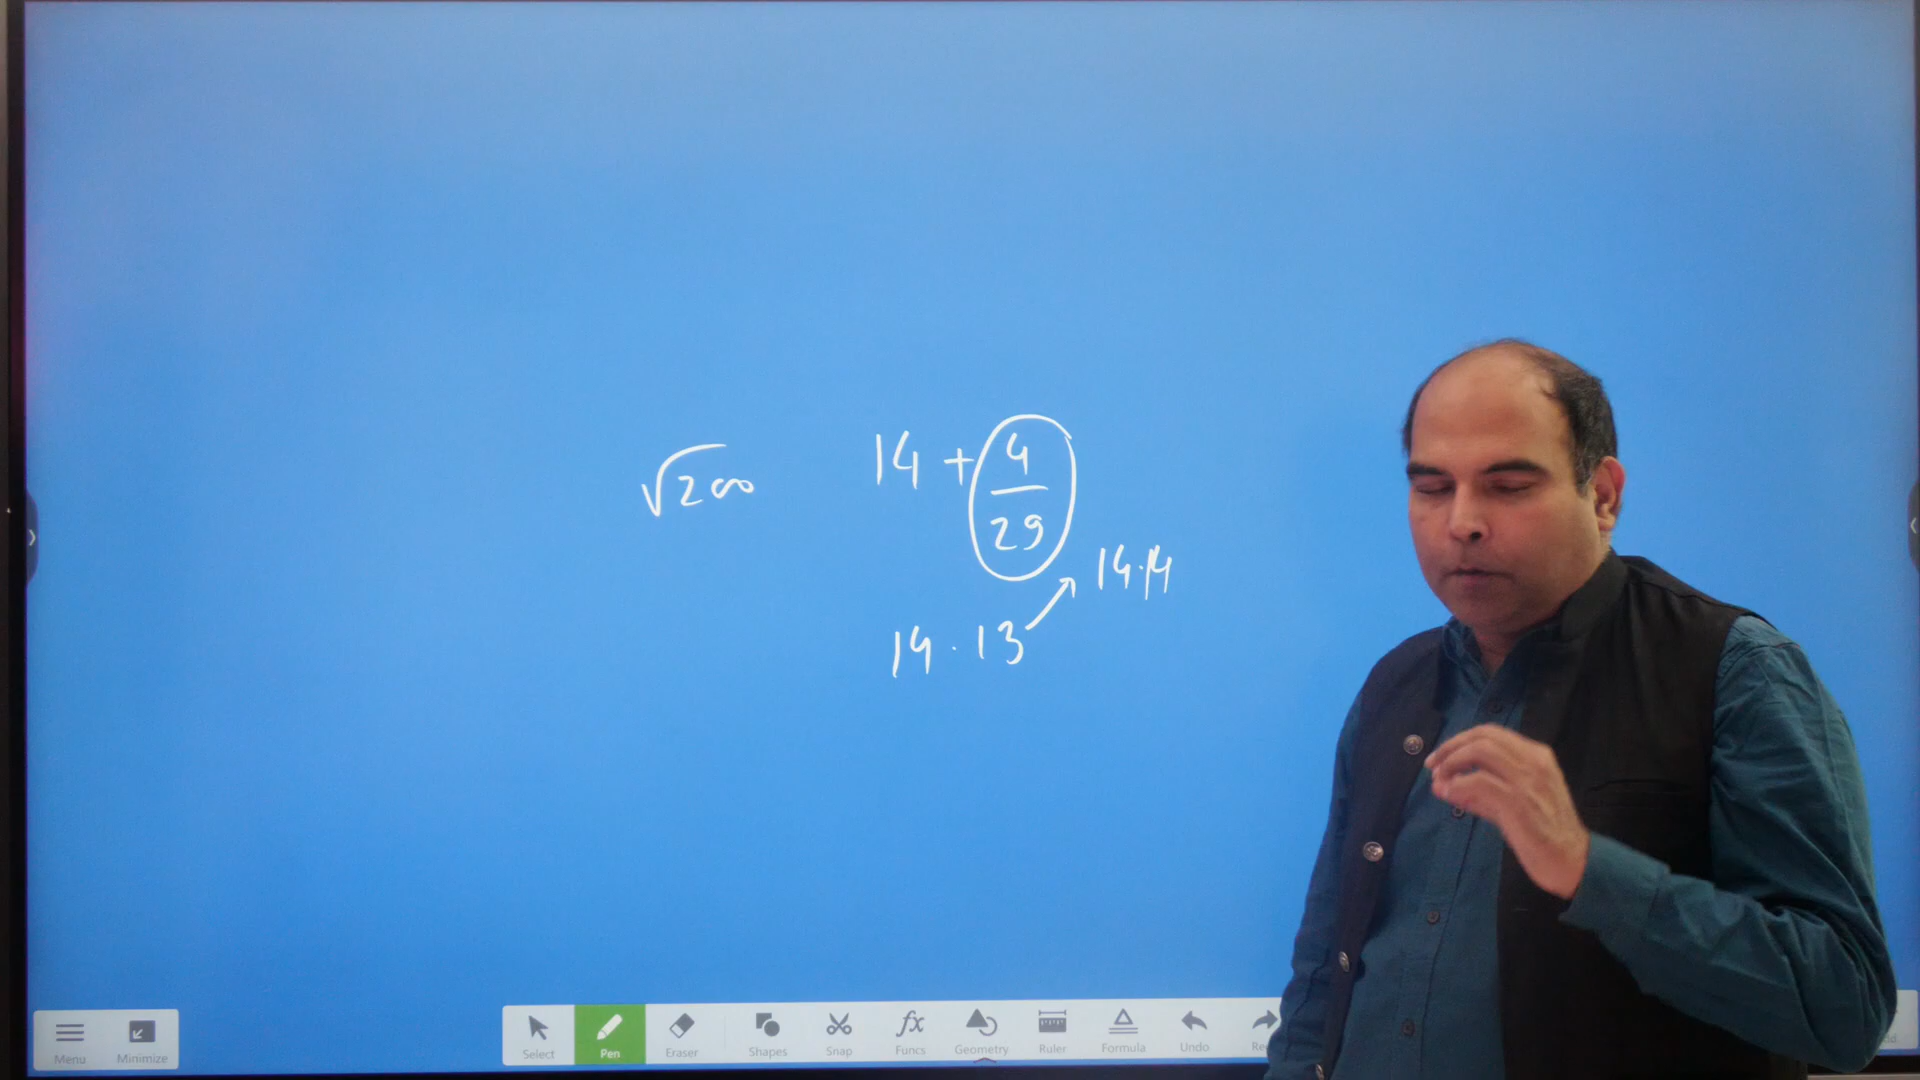 √200 14 + 4/29
14.14
14.13
Menu Minimize Select Pen Eraser Shapes Snap Funcs Geometry Ruler Formula Undo